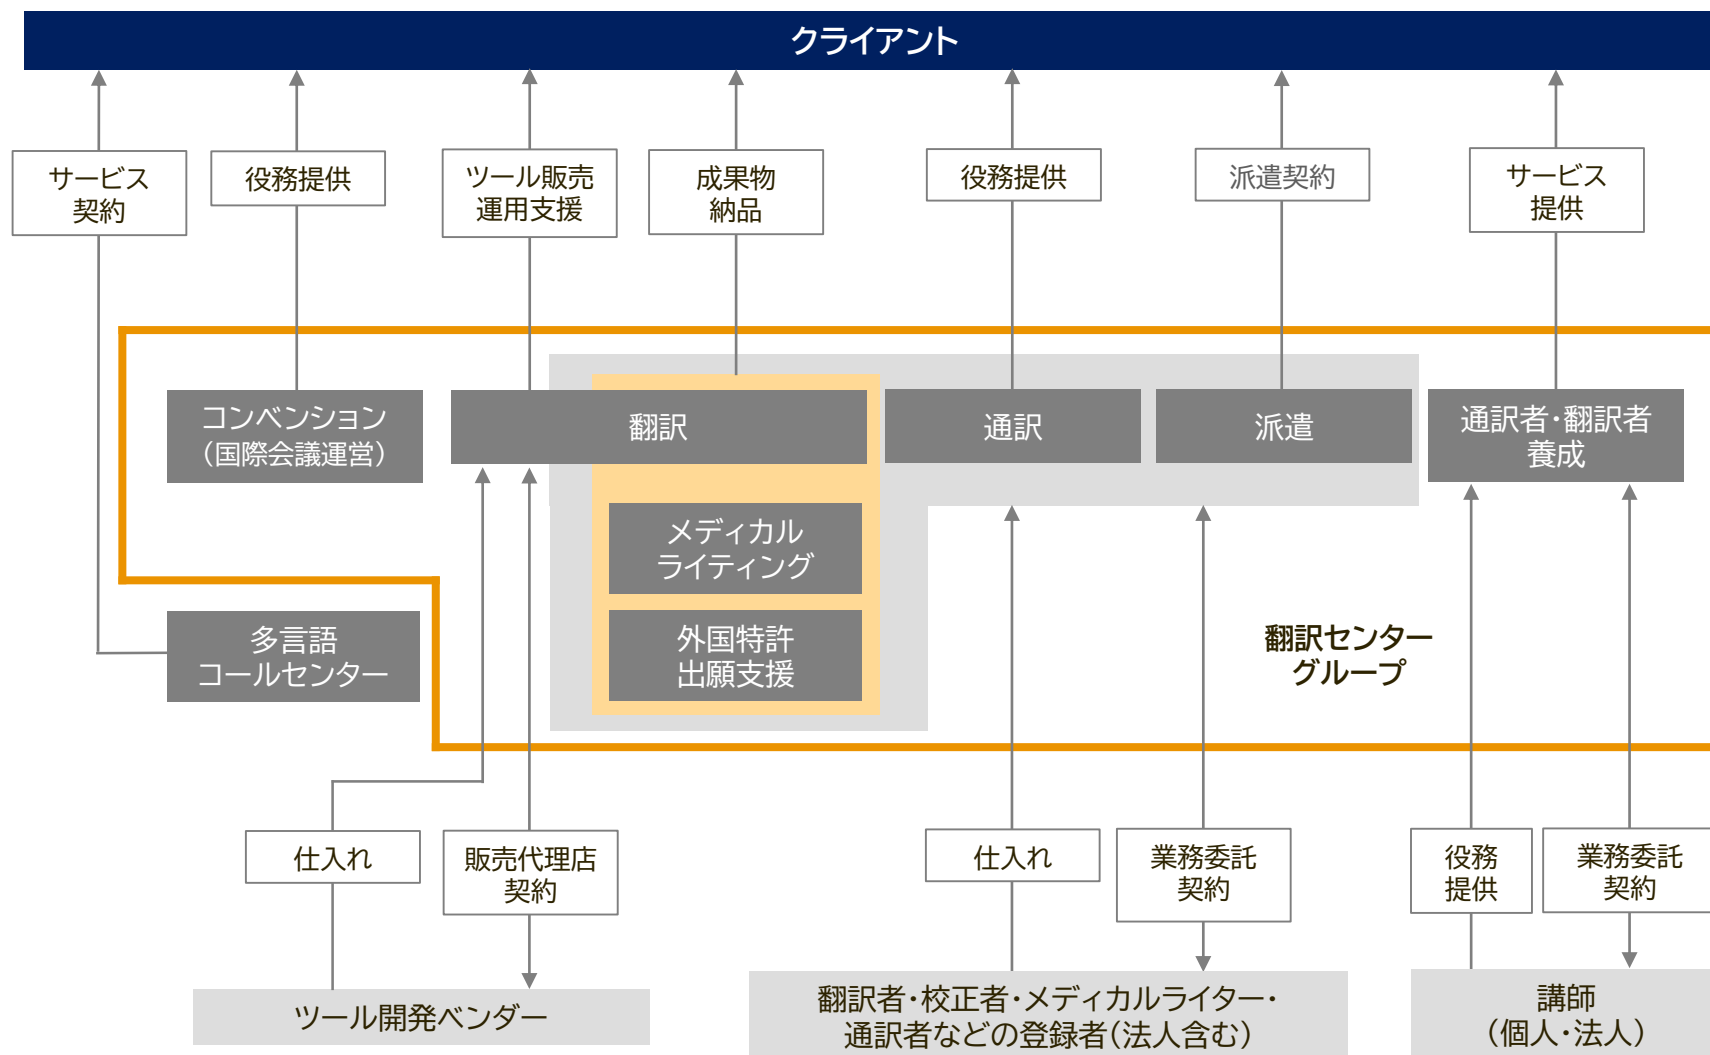 クライアント
サービス
契約
役務提供
ツール販売
運用支援
成果物
納品
役務提供
派遣契約
サービス
提供
コンベンション
（国際会議運営）
翻訳
通訳
派遣
通訳者・翻訳者
養成
メディカル
ライティング
多言語
コールセンター
外国特許
出願支援
翻訳センター
グループ
仕入れ
販売代理店
契約
仕入れ
業務委託
契約
役務
提供
業務委託
契約
ツール開発ベンダー
翻訳者・校正者・メディカルライター・
通訳者などの登録者（法人含む）
講師
（個人・法人）